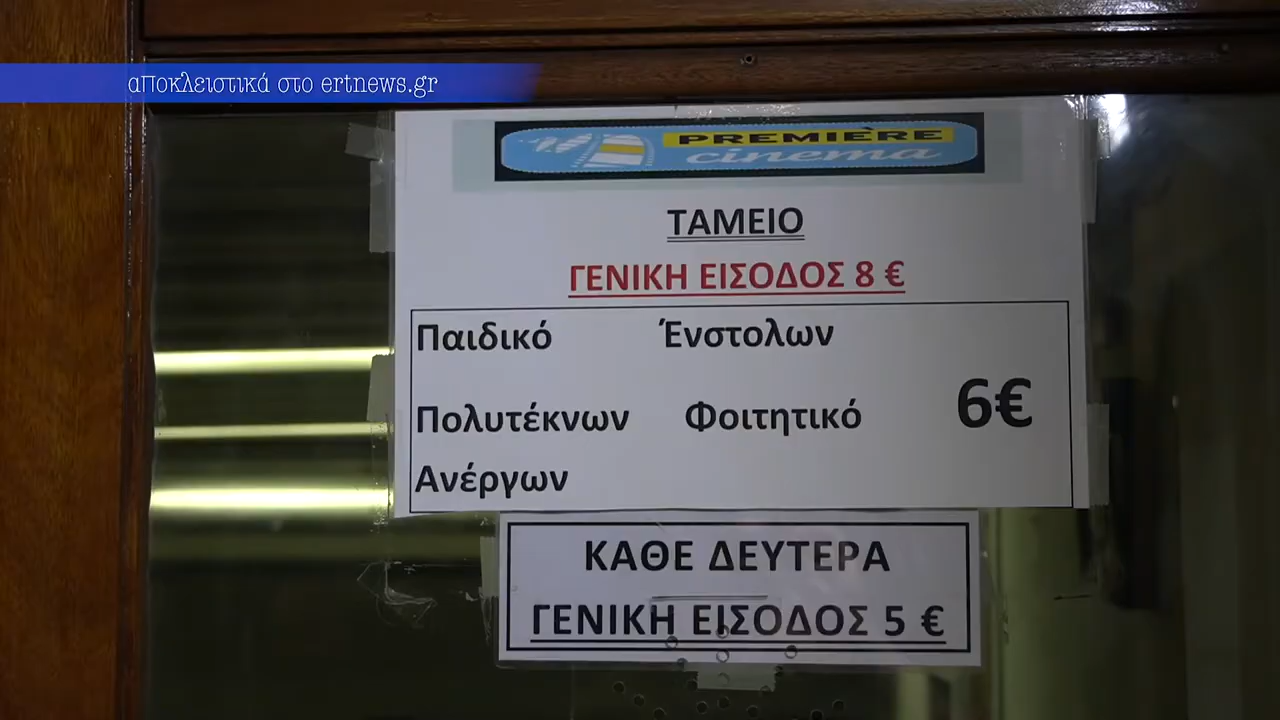 αποκλειστικά στο ertnews.gr
PREMIÈRE
cinema
ΤΑΜΕΙΟ
ΓΕΝΙΚΗ ΕΙΣΟΔΟΣ 8 €
Παιδικό Ένστολων
Πολυτέκνων Φοιτητικό 6€
Ανέργων
ΚΑΘΕ ΔΕΥΤΕΡΑ
ΓΕΝΙΚΗ ΕΙΣΟΔΟΣ 5 €